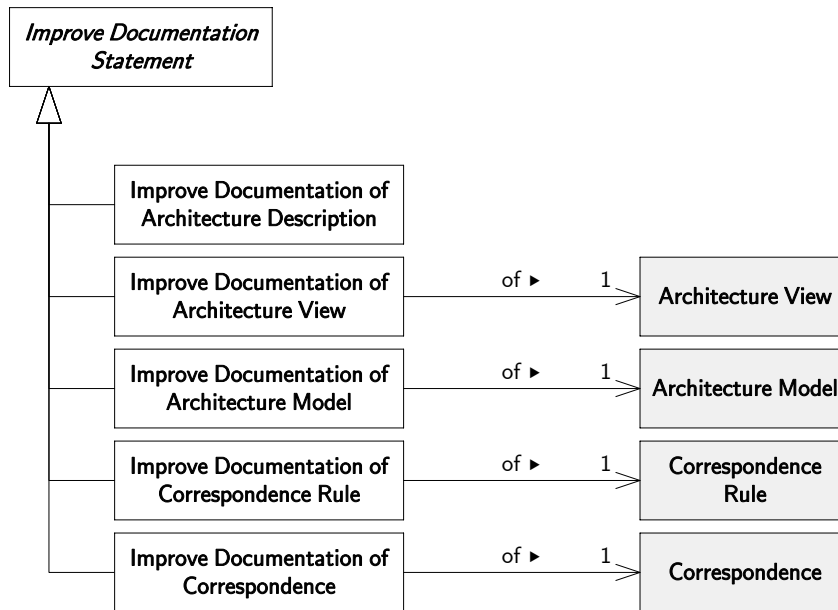 Improve Documentation
Statement
Improve Documentation of
Architecture Description
Improve Documentation of
Architecture View
of ▸ 1
Architecture View
Improve Documentation of
Architecture Model
of ▸ 1
Architecture Model
Improve Documentation of
Correspondence Rule
of ▸ 1
Correspondence
Rule
Improve Documentation of
Correspondence
of ▸ 1
Correspondence